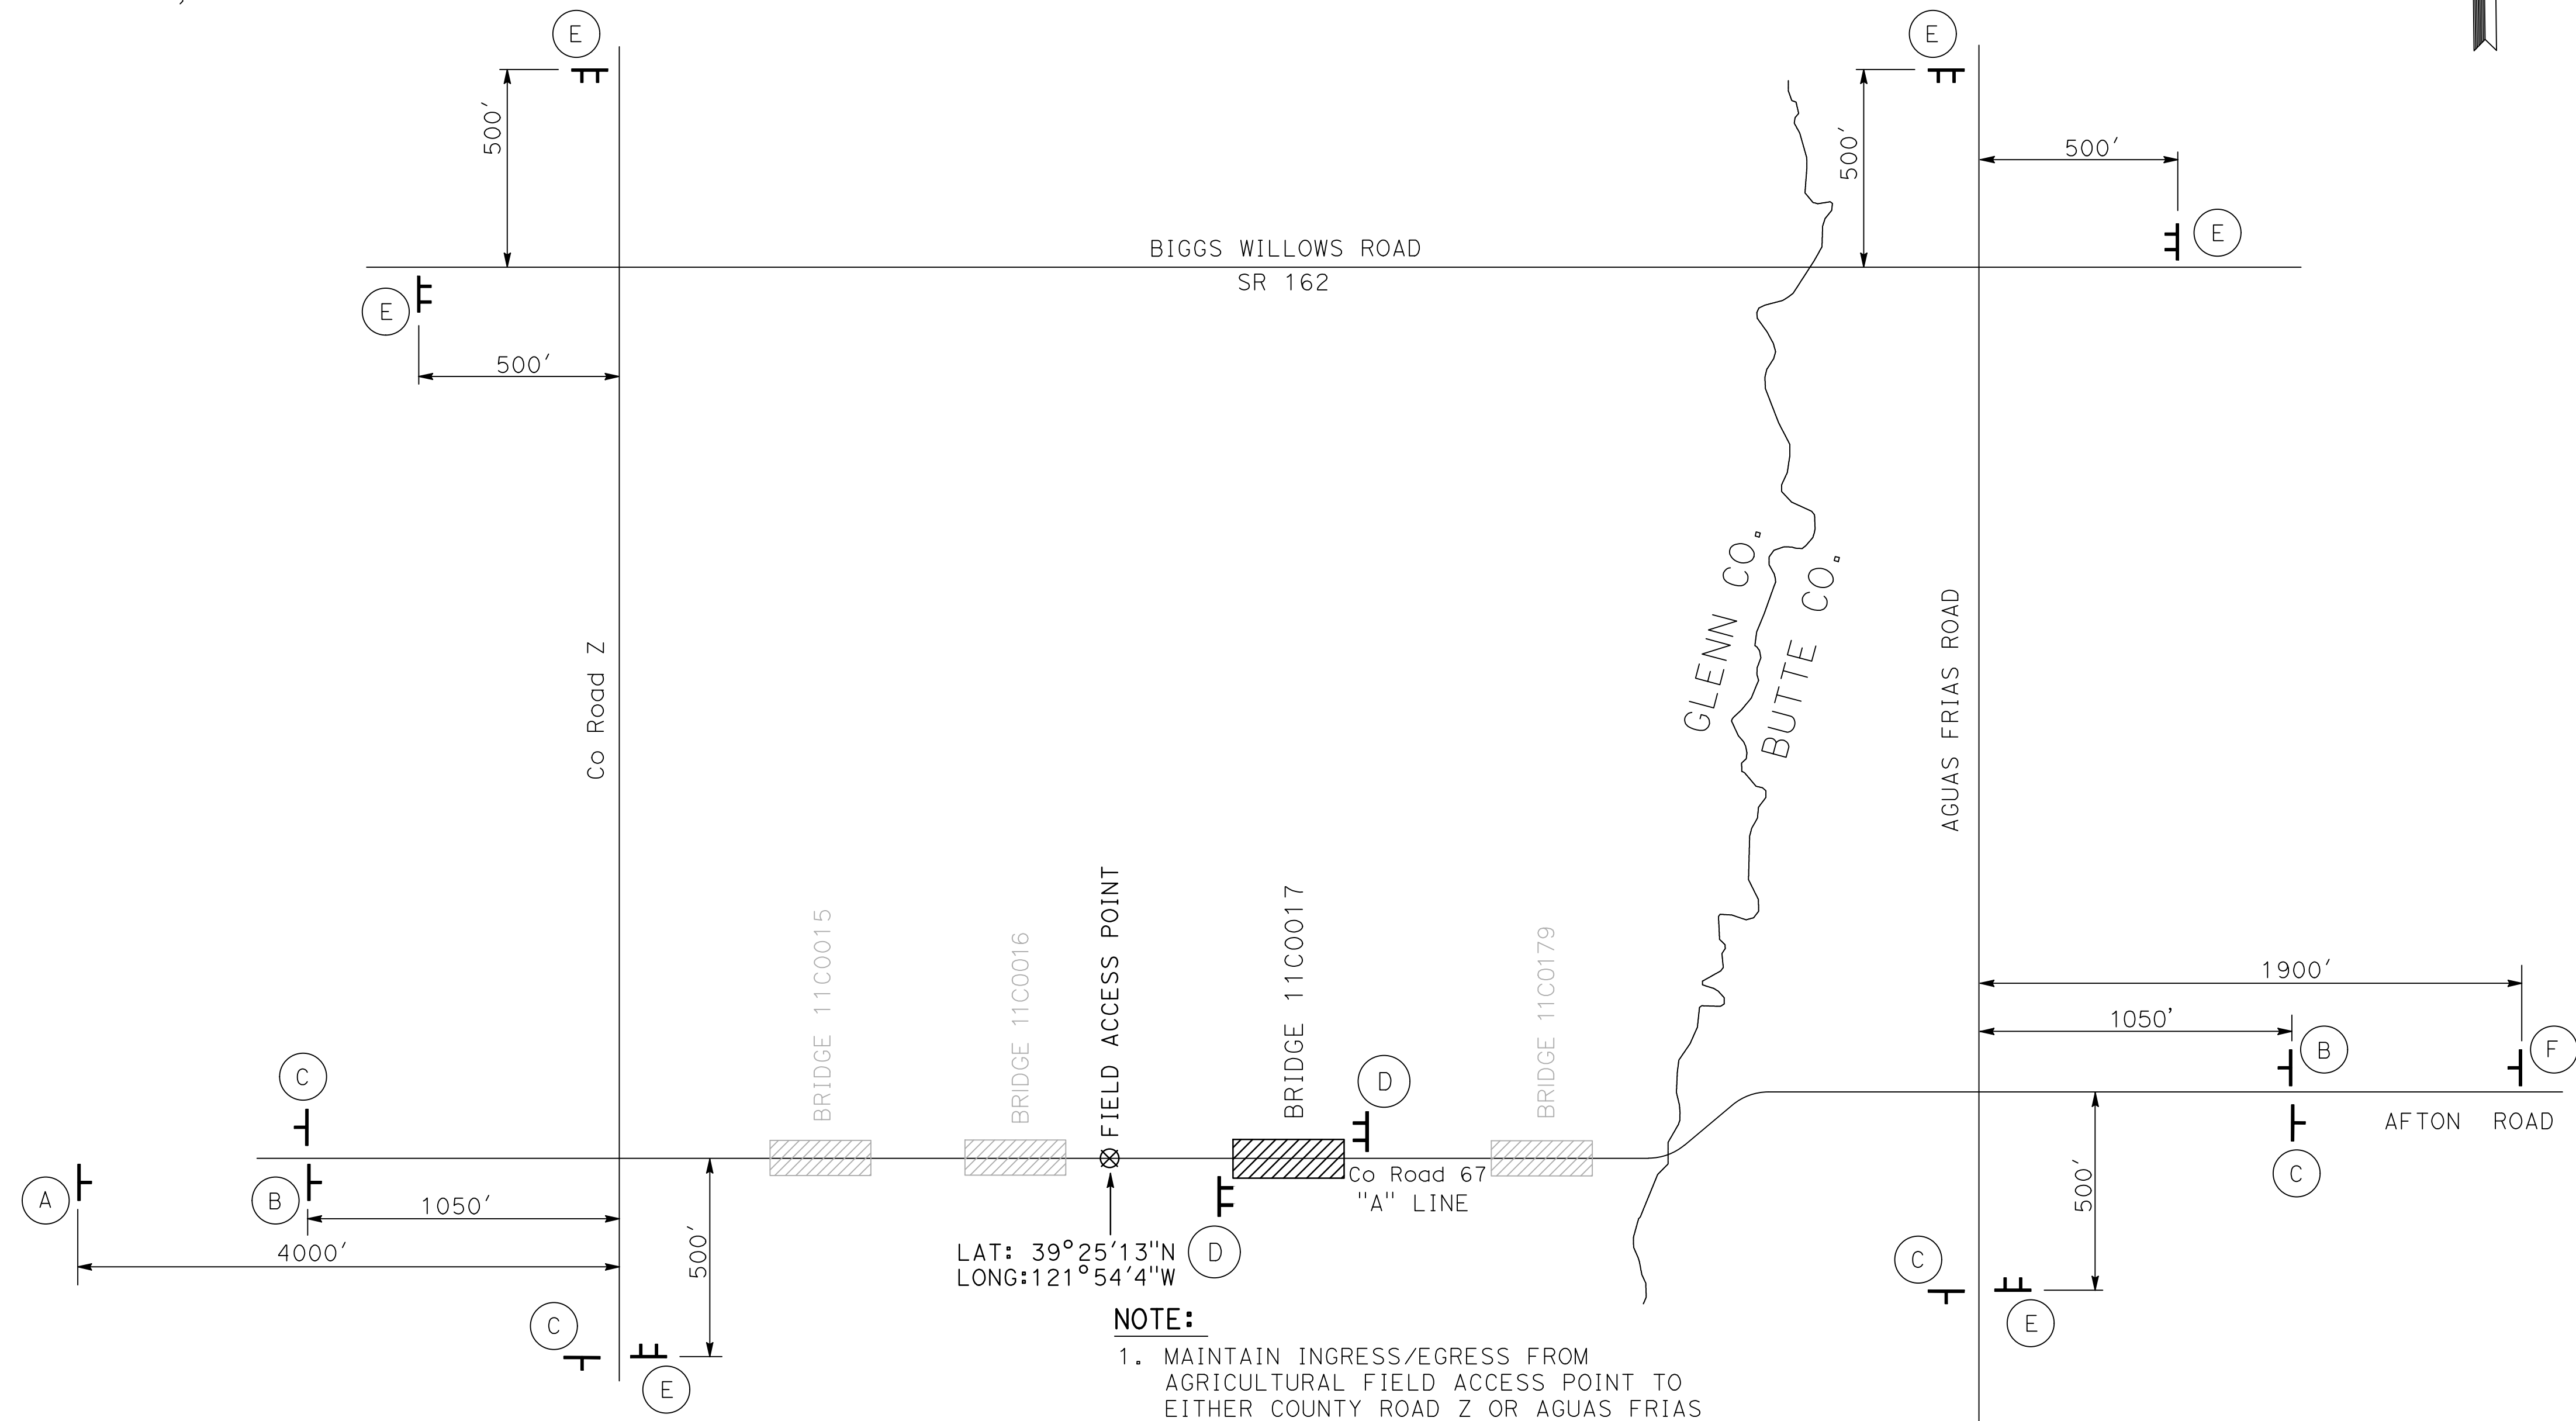 E
E
500'
500'
500'
E
BIGGS WILLOWS ROAD
SR 162
E
500'
Co Road Z
GLENN CO.
BUTTE CO.
AGUAS FRIAS ROAD
BRIDGE 11C0015
BRIDGE 11C0016
FIELD ACCESS POINT
BRIDGE 11C0017
BRIDGE 11C0179
1900'
1050'
B
F
C
D
AFTON ROAD
C
A
B
1050'
4000'
500'
Co Road 67
"A" LINE
D
LAT: 39°25'13"N
LONG:121°54'4"W
500'
C
E
C
E
NOTE:
1. MAINTAIN INGRESS/EGRESS FROM
AGRICULTURAL FIELD ACCESS POINT TO
EITHER COUNTY ROAD Z OR AGUAS FRIAS